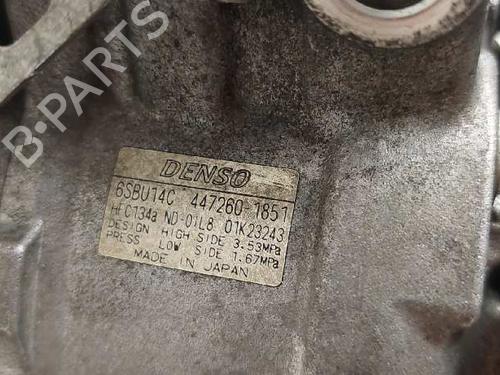 DENSO
6SBU14C 447260-1851
HFC134a ND-OIL8 01K23243
DESIGN HIGH SIDE 3.53MPa
PRESS LOW SIDE 1.67MPa
MADE IN JAPAN
B-PARTS